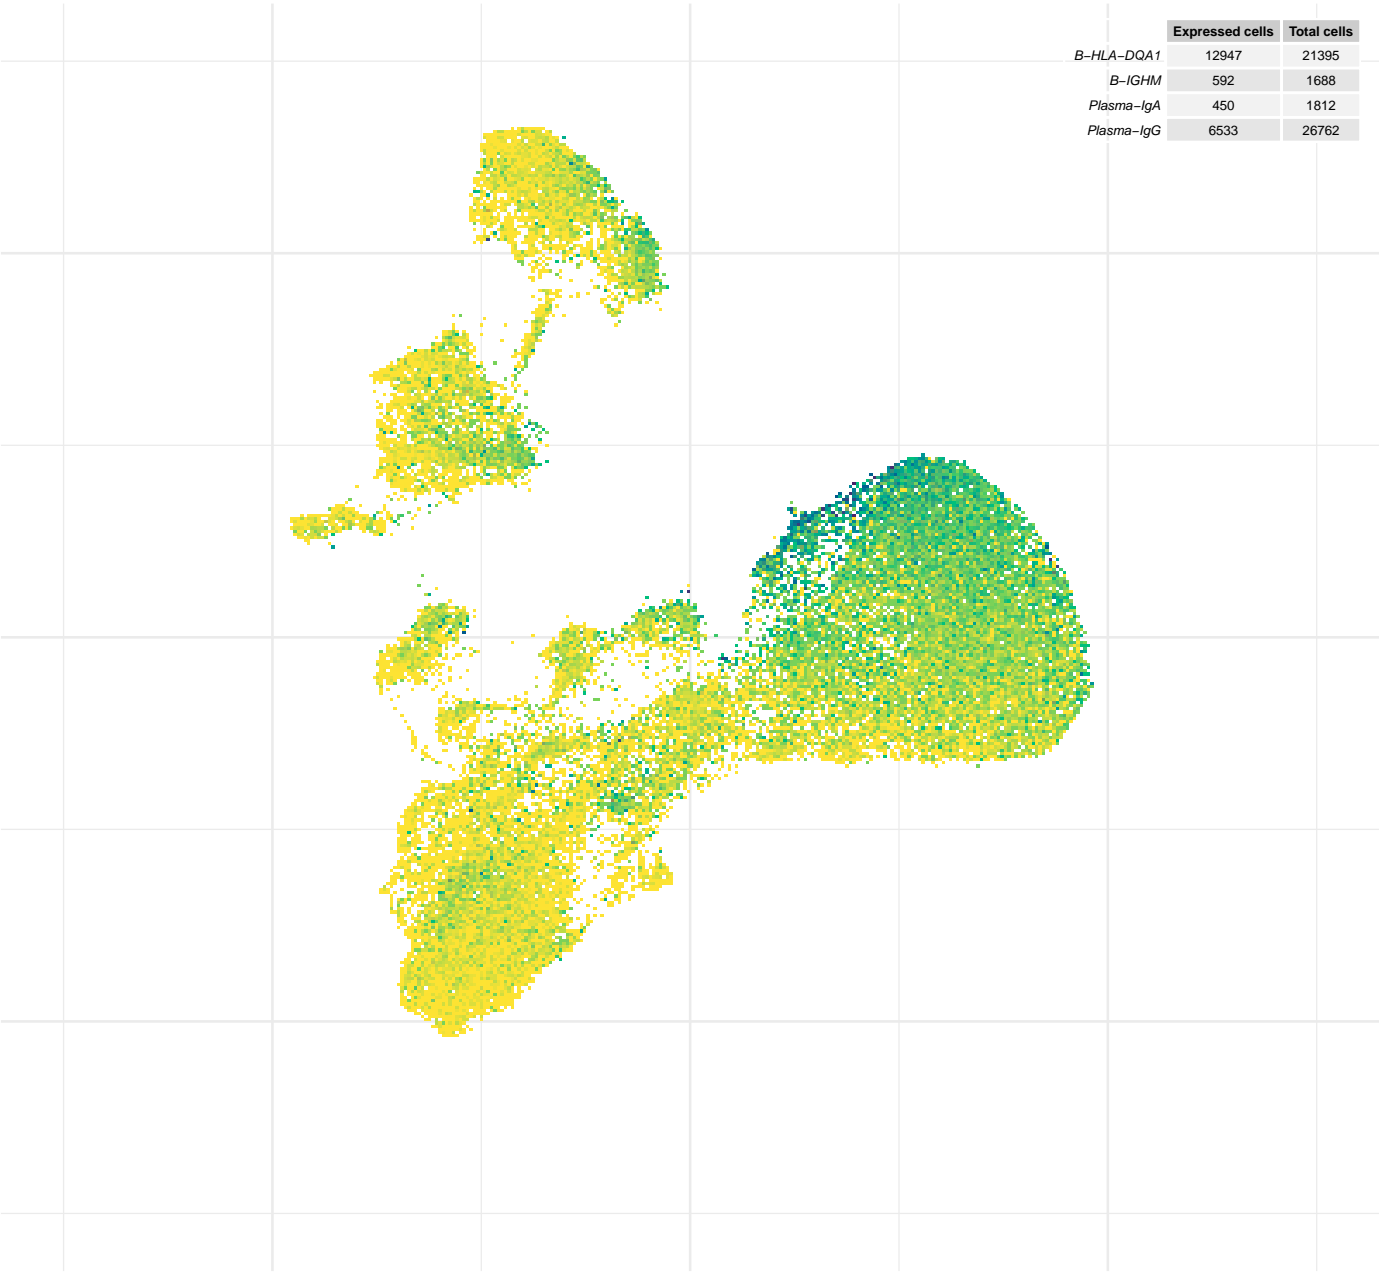 Expressed cells Total cells
B−HLA−DQA1 12947 21395
B−IGHM 592 1688
Plasma−IgA 450 1812
Plasma−IgG 6533 26762